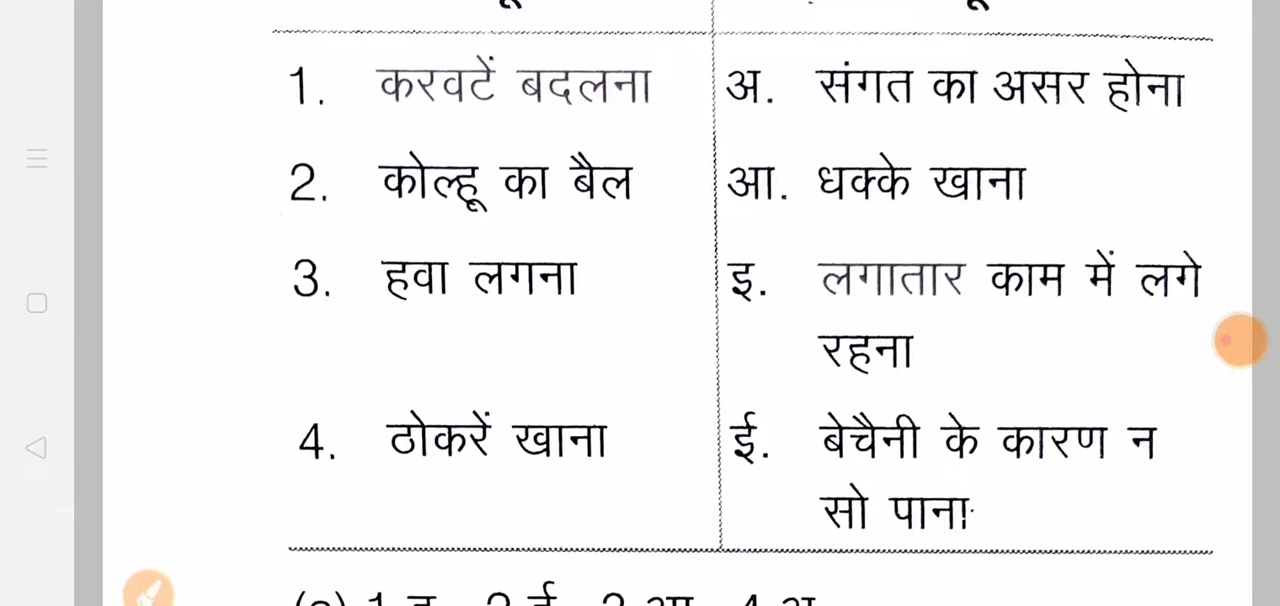 1. करवटें बदलना अ. संगत का असर होना
2. कोल्हू का बैल आ. धक्के खाना
3. हवा लगना इ. लगातार काम में लगे
रहना
4. ठोकरें खाना ई. बेचैनी के कारण न
सो पाना